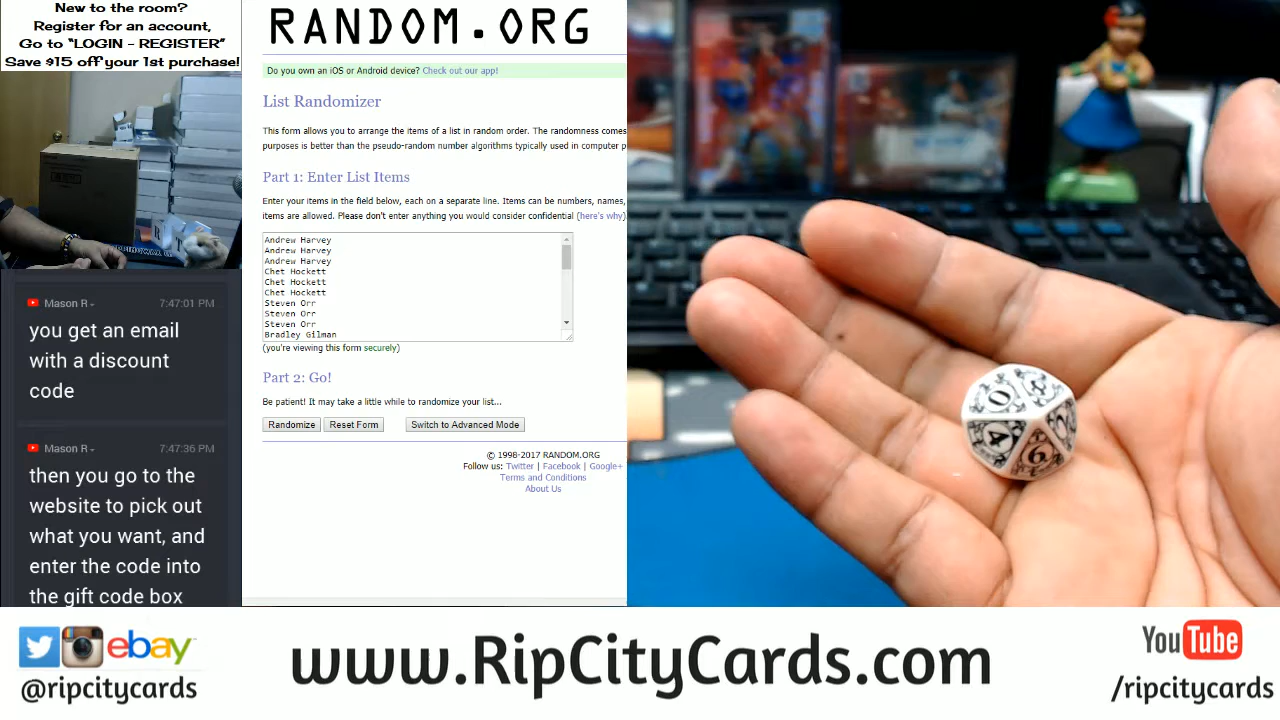 New to the room?
Register for an account,
Go to "LOGIN - REGISTER"
Save $15 off your 1st purchase!
Mason R
7:47:01 PM
you get an email
with a discount
code
Mason R
7:47:36 PM
then you go to the
website to pick out
what you want, and
enter the code into
the gift code box
RANDOM.ORG
Do you own an iOS or Android device? Check out our app!
List Randomizer
This form allows you to arrange the items of a list in random order. The randomness comes
purposes is better than the pseudo-random number algorithms typically used in computer p
Part 1: Enter List Items
Enter your items in the field below, each on a separate line. Items can be numbers, names,
items are allowed. Please don't enter anything you would consider confidential (here's why)
Andrew Harvey
Andrew Harvey
Andrew Harvey
Chet Hockett
Chet Hockett
Chet Hockett
Steven Orr
Steven Orr
Steven Orr
Bradley Gilman
(you're viewing this form securely)
Part 2: Go!
Be patient! It may take a little while to randomize your list...
Randomize
Reset Form
Switch to Advanced Mode
© 1998-2017 RANDOM.ORG
Follow us: Twitter | Facebook | Google+
Terms and Conditions
About Us
0
4
4
6
ebay
@ripcitycards
www.RipCityCards.com
YouTube
/ripcitycards